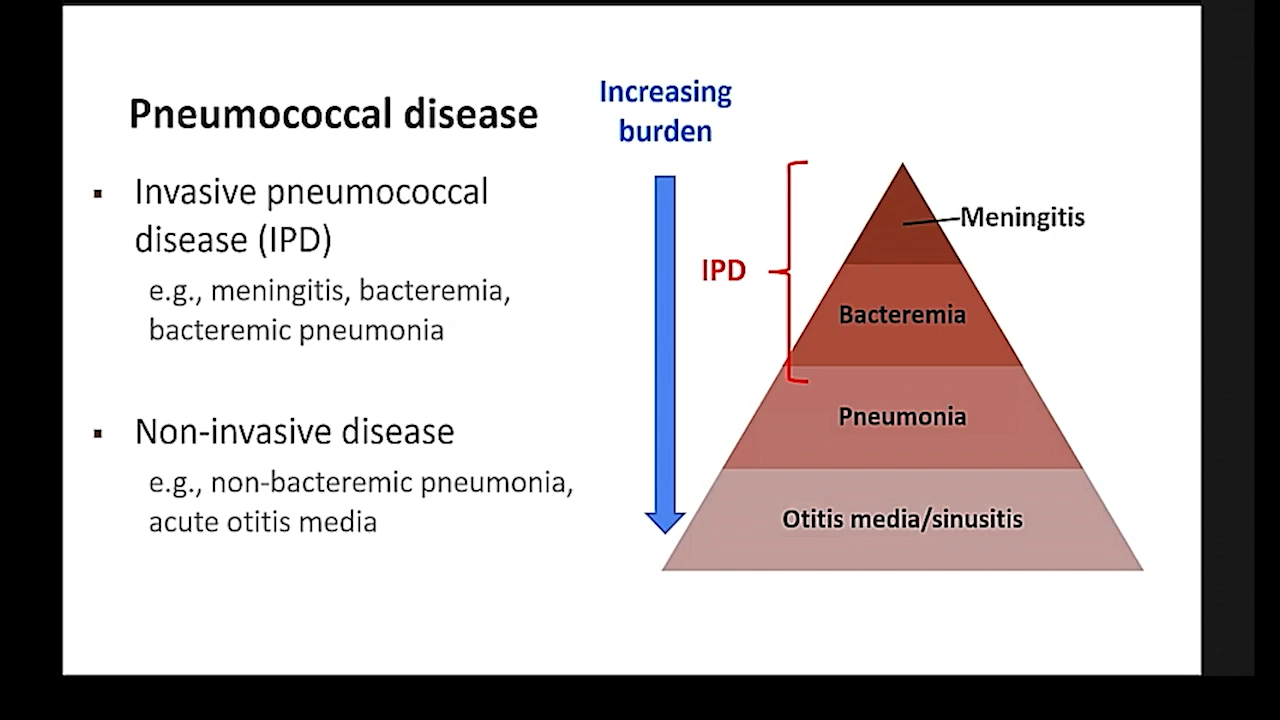 Pneumococcal disease
▪ Invasive pneumococcal
disease (IPD)
e.g., meningitis, bacteremia,
bacteremic pneumonia
▪ Non-invasive disease
e.g., non-bacteremic pneumonia,
acute otitis media
Increasing
burden
IPD
Meningitis
Bacteremia
Pneumonia
Otitis media/sinusitis